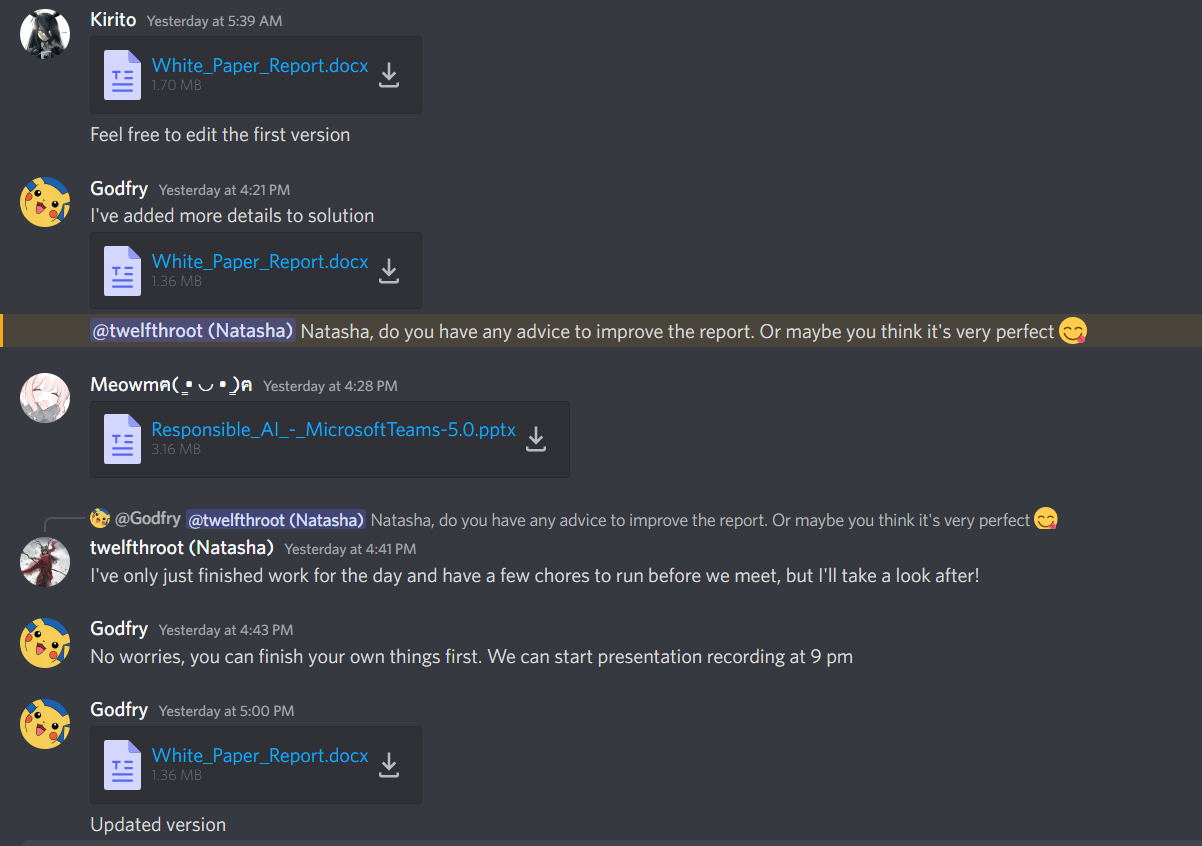 Kirito Yesterday at 5:39 AM
White_Paper_Report.docx
1.70 MB
Feel free to edit the first version
Godfry Yesterday at 4:21 PM
I've added more details to solution
White_Paper_Report.docx
1.36 MB
@twelfthroot (Natasha) Natasha, do you have any advice to improve the report. Or maybe you think it's very perfect 😋
Meowmฅ(  ̳• ◡ • ̳)ฅ Yesterday at 4:28 PM
Responsible_AI_-_MicrosoftTeams-5.0.pptx
3.16 MB
@Godfry @twelfthroot (Natasha) Natasha, do you have any advice to improve the report. Or maybe you think it's very perfect 😋
twelfthroot (Natasha) Yesterday at 4:41 PM
I've only just finished work for the day and have a few chores to run before we meet, but I'll take a look after!
Godfry Yesterday at 4:43 PM
No worries, you can finish your own things first. We can start presentation recording at 9 pm
Godfry Yesterday at 5:00 PM
White_Paper_Report.docx
1.36 MB
Updated version